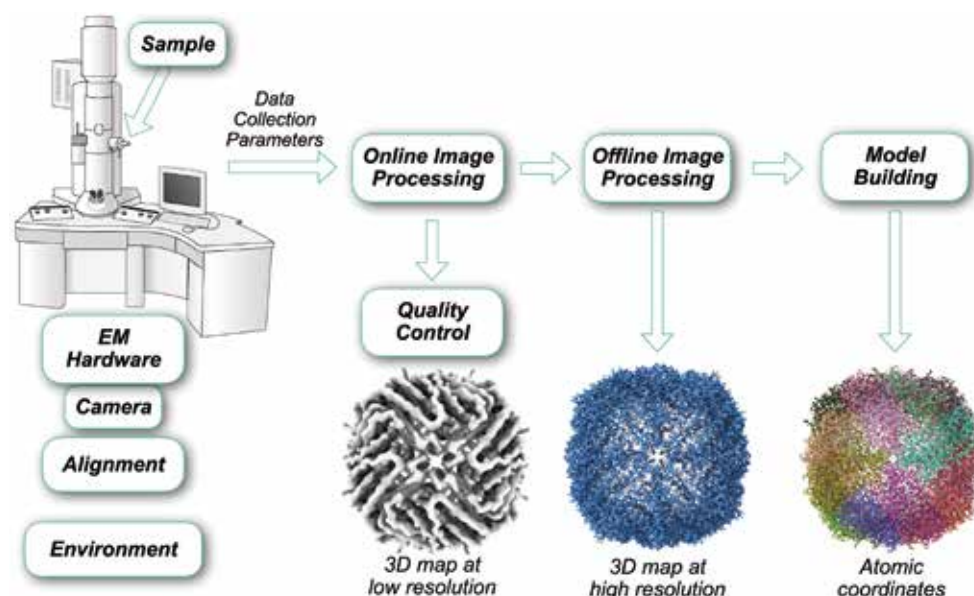 Sample
Data
Collection
Parameters
Online Image
Processing
Offline Image
Processing
Model
Building
Quality
Control
EM
Hardware
Camera
Alignment
Environment
3D map at
low resolution
3D map at
high resolution
Atomic
coordinates